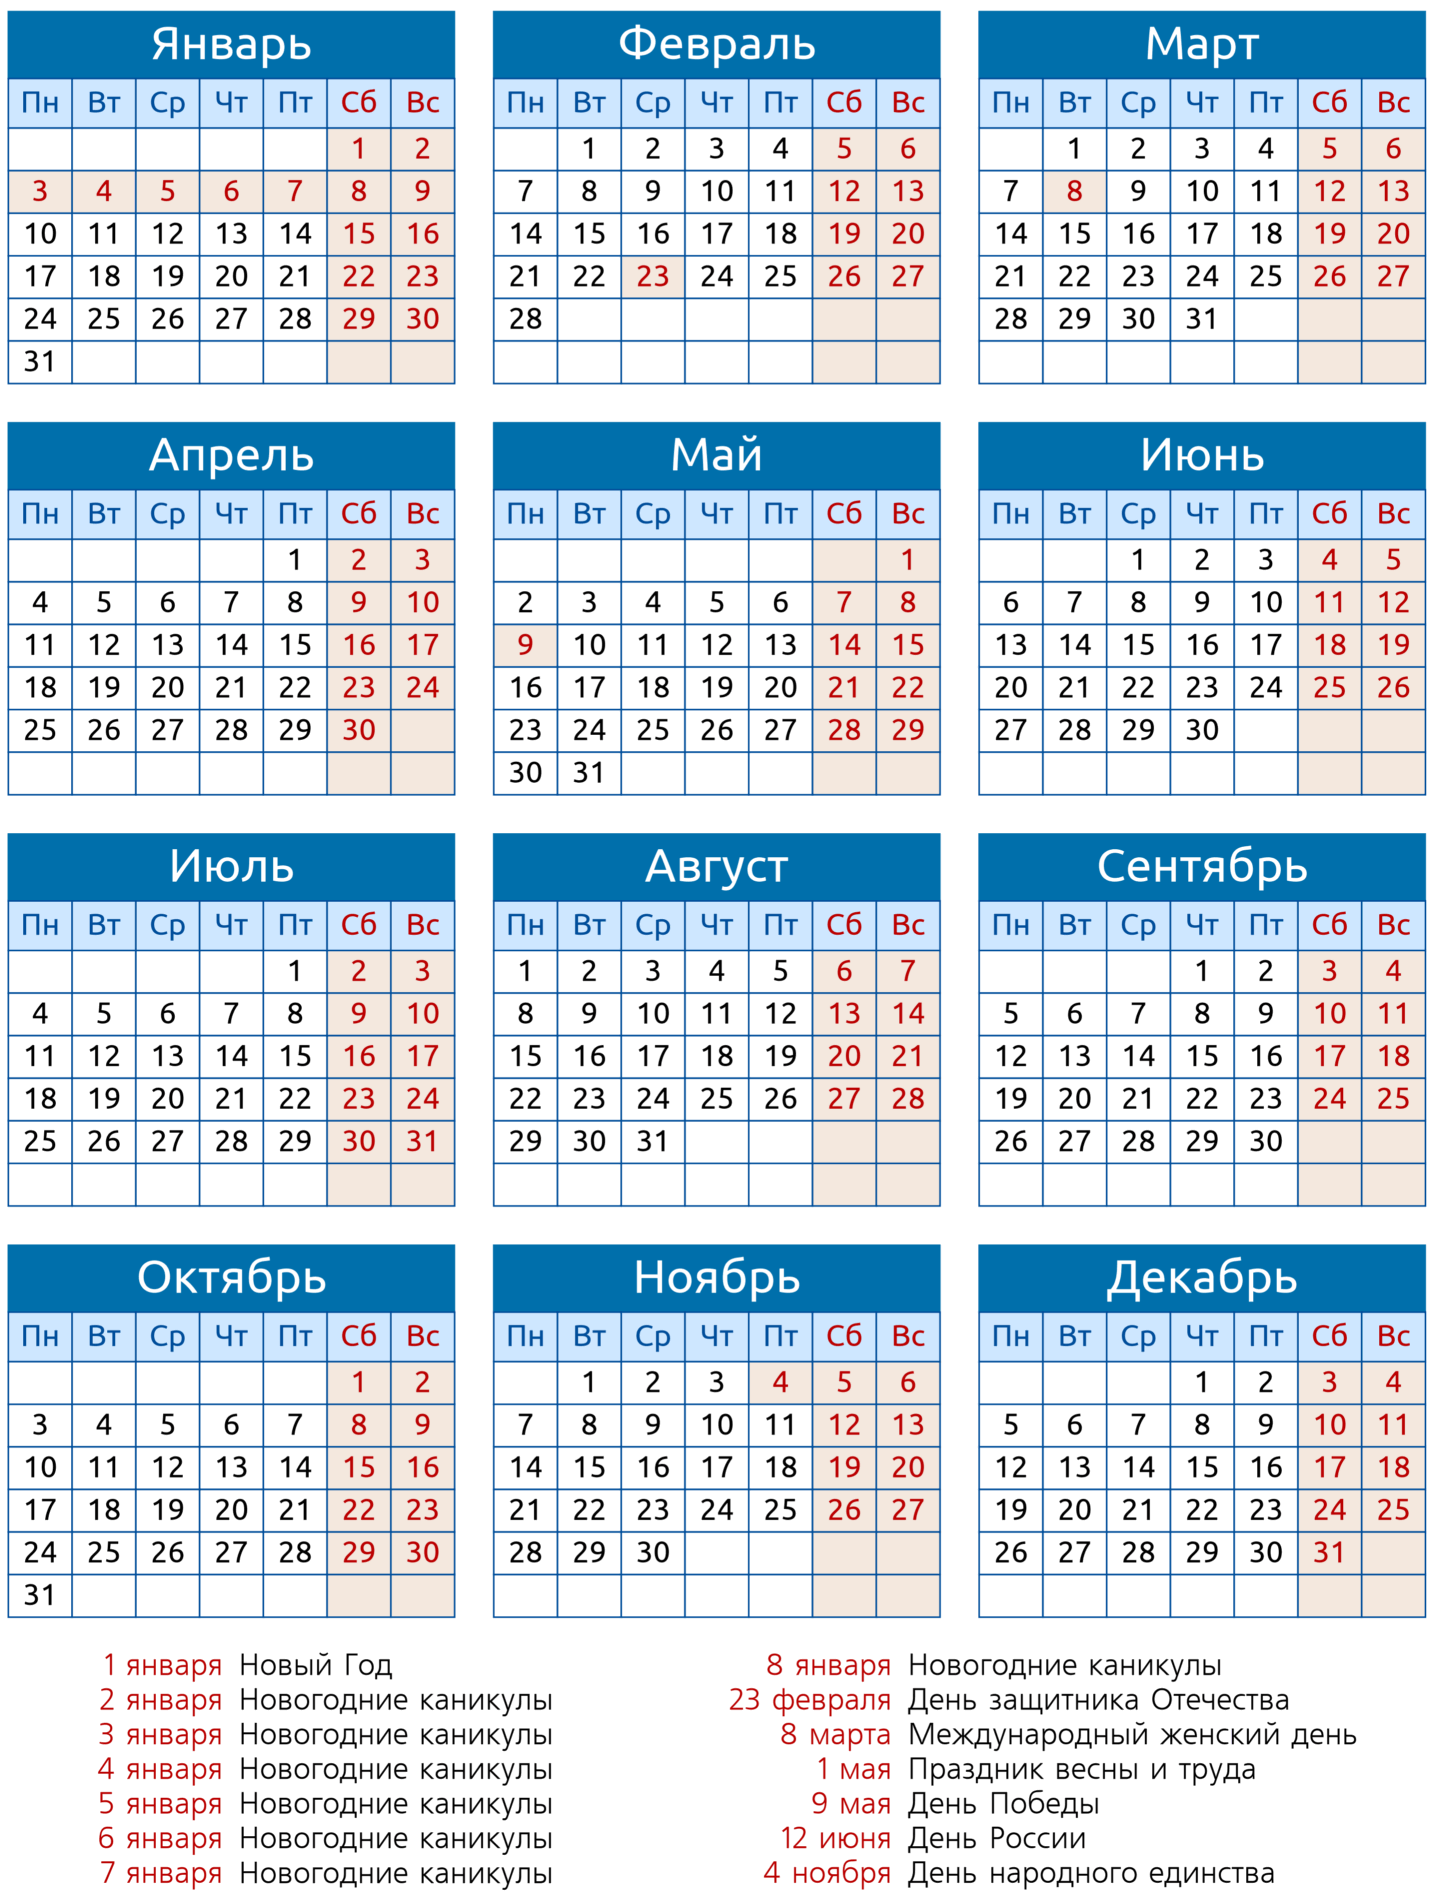 Январь
Пн Вт Ср Чт Пт Сб Вс
1 2
3 4 5 6 7 8 9
10 11 12 13 14 15 16
17 18 19 20 21 22 23
24 25 26 27 28 29 30
31
Февраль
Пн Вт Ср Чт Пт Сб Вс
1 2 3 4 5 6
7 8 9 10 11 12 13
14 15 16 17 18 19 20
21 22 23 24 25 26 27
28
Март
Пн Вт Ср Чт Пт Сб Вс
1 2 3 4 5 6
7 8 9 10 11 12 13
14 15 16 17 18 19 20
21 22 23 24 25 26 27
28 29 30 31
Апрель
Пн Вт Ср Чт Пт Сб Вс
1 2 3
4 5 6 7 8 9 10
11 12 13 14 15 16 17
18 19 20 21 22 23 24
25 26 27 28 29 30
Май
Пн Вт Ср Чт Пт Сб Вс
1
2 3 4 5 6 7 8
9 10 11 12 13 14 15
16 17 18 19 20 21 22
23 24 25 26 27 28 29
30 31
Июнь
Пн Вт Ср Чт Пт Сб Вс
1 2 3 4 5
6 7 8 9 10 11 12
13 14 15 16 17 18 19
20 21 22 23 24 25 26
27 28 29 30
Июль
Пн Вт Ср Чт Пт Сб Вс
1 2 3
4 5 6 7 8 9 10
11 12 13 14 15 16 17
18 19 20 21 22 23 24
25 26 27 28 29 30 31
Август
Пн Вт Ср Чт Пт Сб Вс
1 2 3 4 5 6 7
8 9 10 11 12 13 14
15 16 17 18 19 20 21
22 23 24 25 26 27 28
29 30 31
Сентябрь
Пн Вт Ср Чт Пт Сб Вс
1 2 3 4
5 6 7 8 9 10 11
12 13 14 15 16 17 18
19 20 21 22 23 24 25
26 27 28 29 30
Октябрь
Пн Вт Ср Чт Пт Сб Вс
1 2
3 4 5 6 7 8 9
10 11 12 13 14 15 16
17 18 19 20 21 22 23
24 25 26 27 28 29 30
31
Ноябрь
Пн Вт Ср Чт Пт Сб Вс
1 2 3 4 5 6
7 8 9 10 11 12 13
14 15 16 17 18 19 20
21 22 23 24 25 26 27
28 29 30
Декабрь
Пн Вт Ср Чт Пт Сб Вс
1 2 3 4
5 6 7 8 9 10 11
12 13 14 15 16 17 18
19 20 21 22 23 24 25
26 27 28 29 30 31
1 января Новый Год
2 января Новогодние каникулы
3 января Новогодние каникулы
4 января Новогодние каникулы
5 января Новогодние каникулы
6 января Новогодние каникулы
7 января Новогодние каникулы
8 января Новогодние каникулы
23 февраля День защитника Отечества
8 марта Международный женский день
1 мая Праздник весны и труда
9 мая День Победы
12 июня День России
4 ноября День народного единства